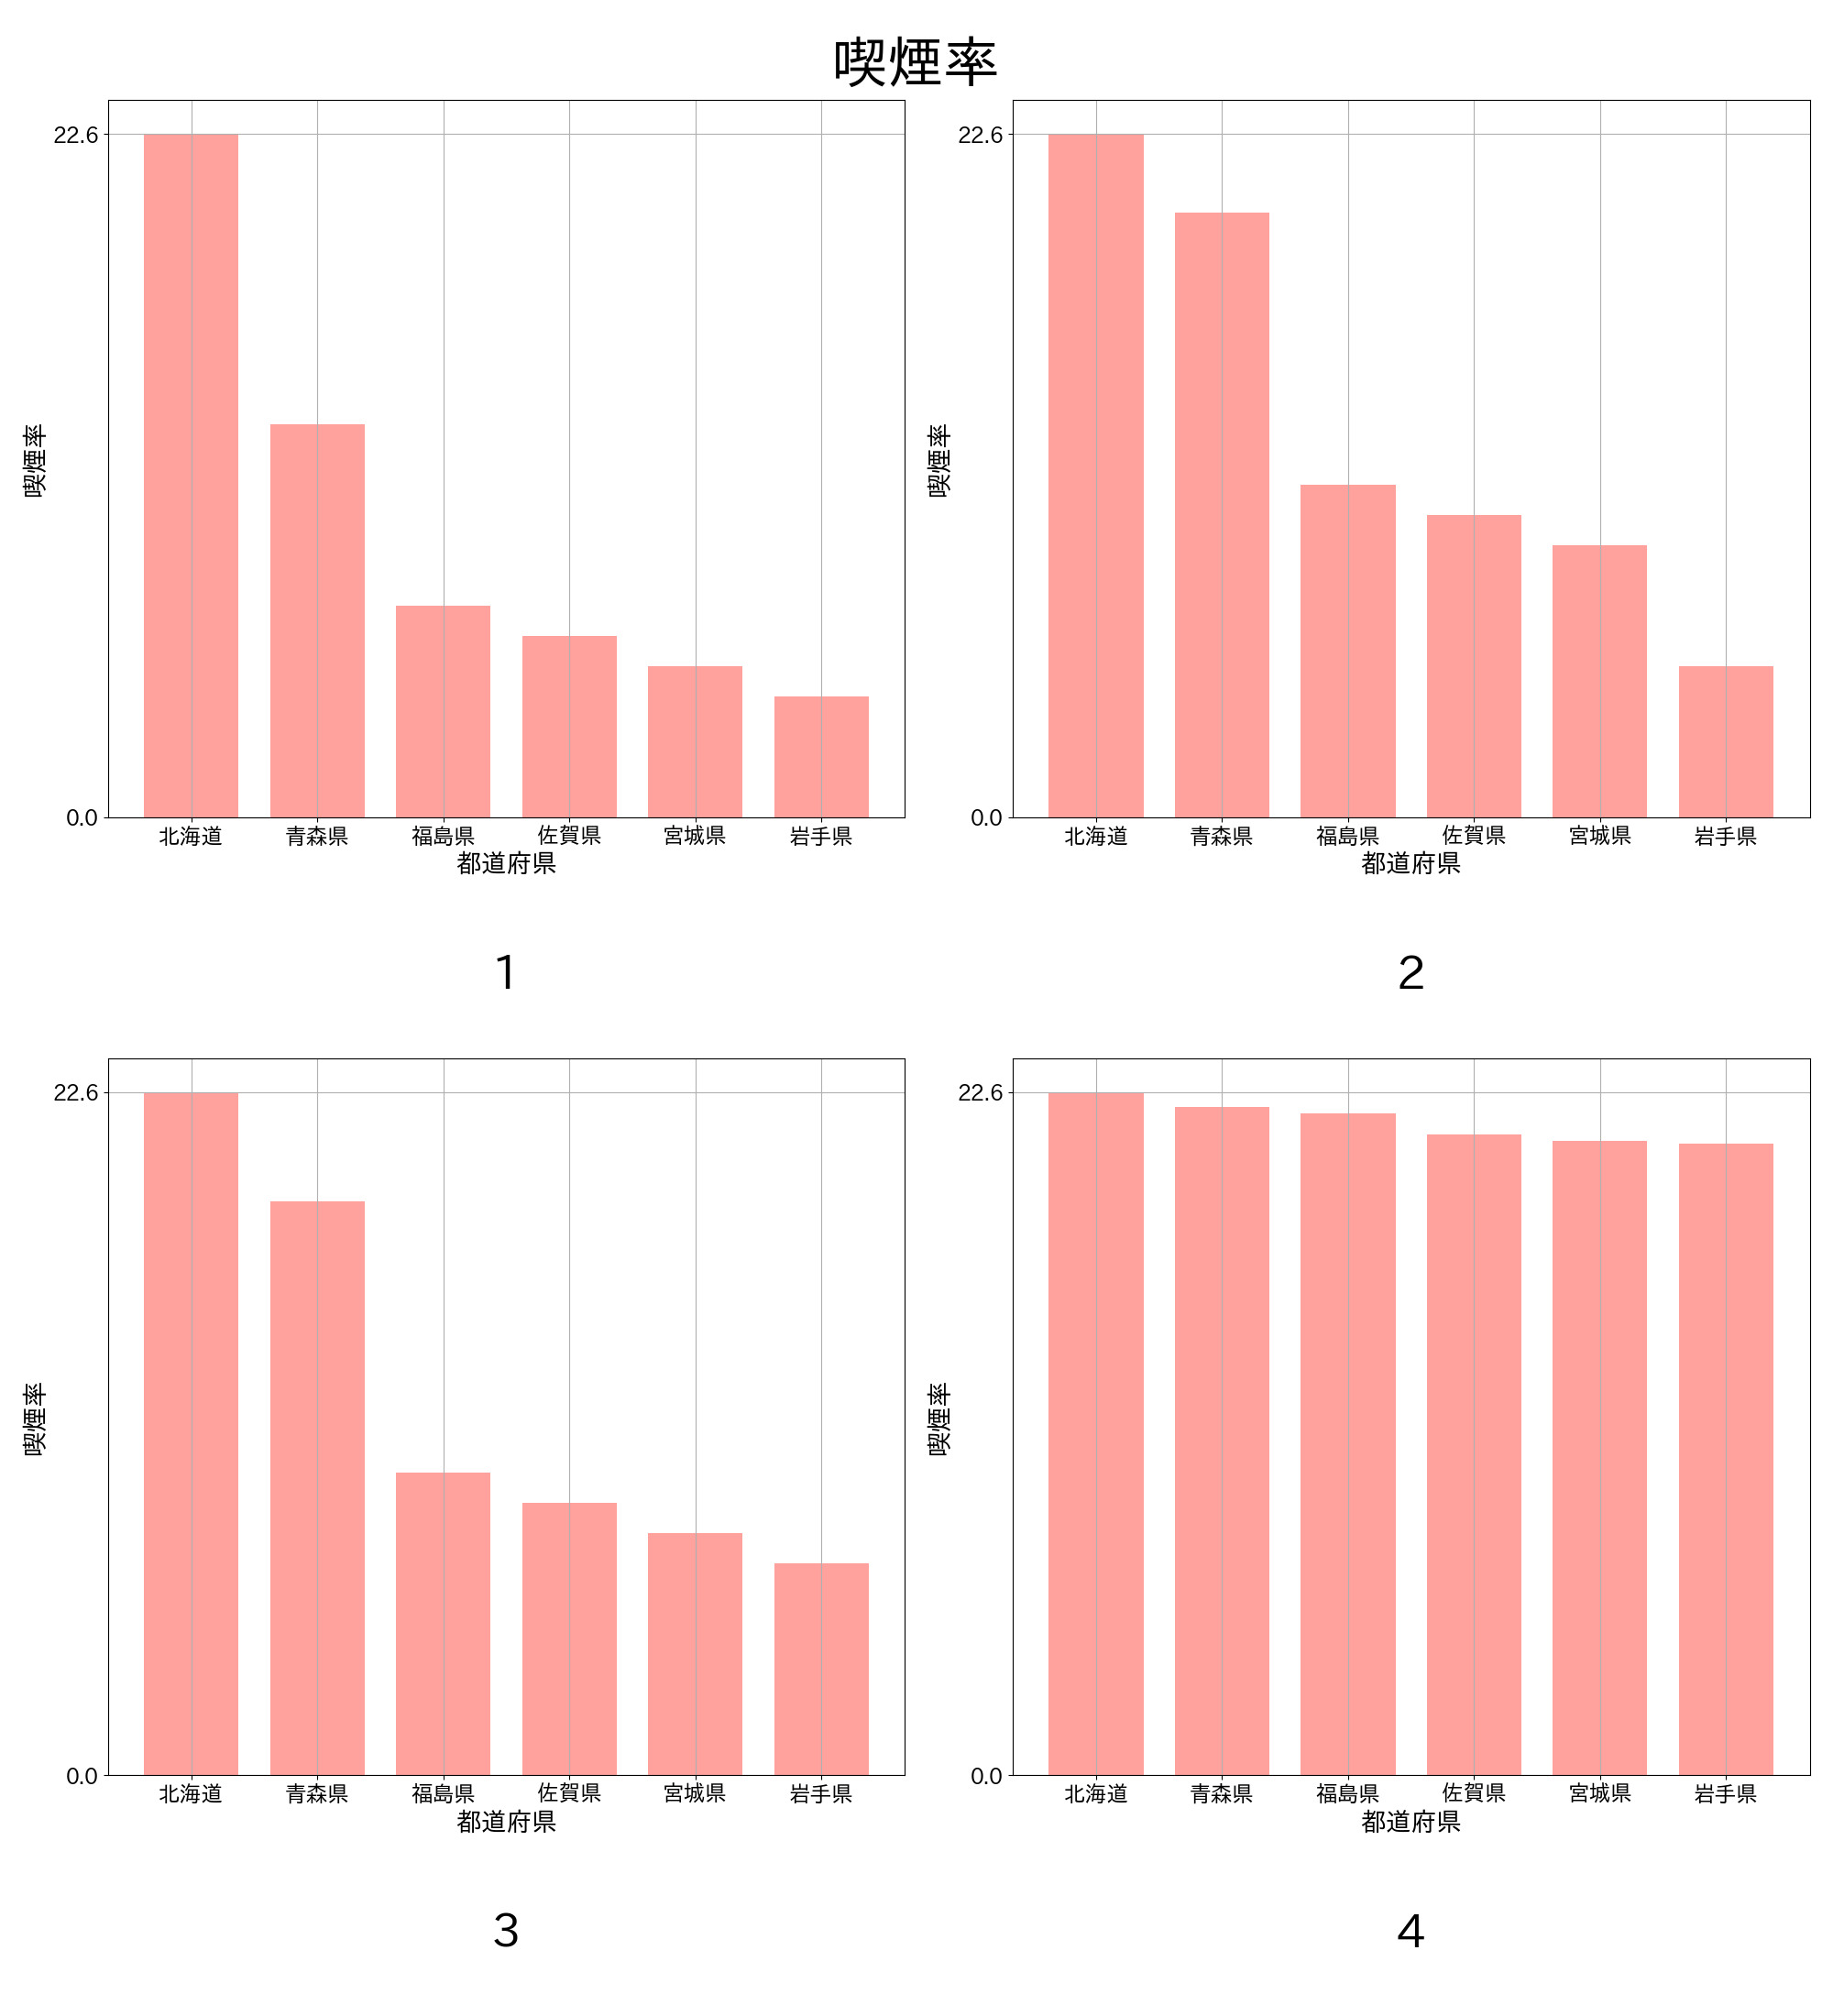 喫煙率
22.6
0.0
喫煙率
北海道 青森県 福島県 佐賀県 宮城県 岩手県
都道府県
1
22.6
0.0
喫煙率
北海道 青森県 福島県 佐賀県 宮城県 岩手県
都道府県
2
22.6
0.0
喫煙率
北海道 青森県 福島県 佐賀県 宮城県 岩手県
都道府県
3
22.6
0.0
喫煙率
北海道 青森県 福島県 佐賀県 宮城県 岩手県
都道府県
4